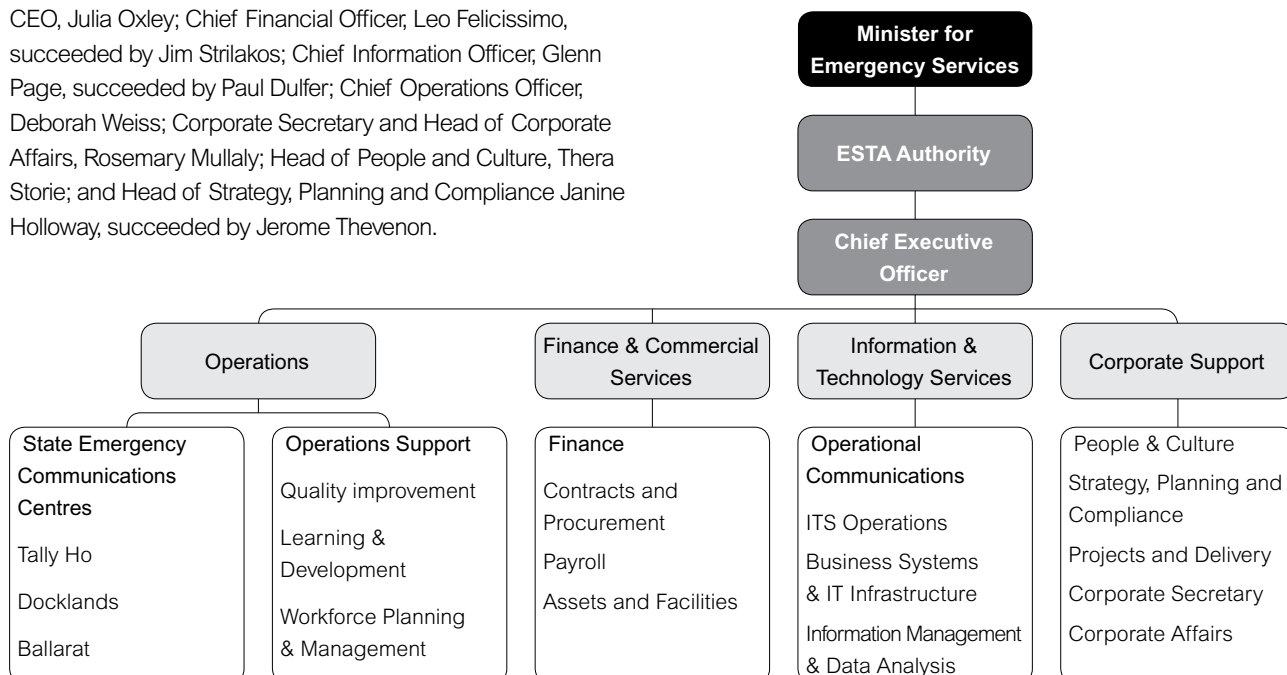 CEO, Julia Oxley; Chief Financial Officer, Leo Felicissimo,
succeeded by Jim Strilakos; Chief Information Officer, Glenn
Page, succeeded by Paul Dulfer; Chief Operations Officer,
Deborah Weiss; Corporate Secretary and Head of Corporate
Affairs, Rosemary Mullaly; Head of People and Culture, Thera
Storie; and Head of Strategy, Planning and Compliance Janine
Holloway, succeeded by Jerome Thevenon.
Minister for
Emergency Services
ESTA Authority
Chief Executive
Officer
Operations
Finance & Commercial
Services
Information &
Technology Services
Corporate Support
State Emergency
Communications
Centres
Tally Ho
Docklands
Ballarat
Operations Support
Quality improvement
Learning &
Development
Workforce Planning
& Management
Finance
Contracts and
Procurement
Payroll
Assets and Facilities
Operational
Communications
ITS Operations
Business Systems
& IT Infrastructure
Information Management
& Data Analysis
People & Culture
Strategy, Planning and
Compliance
Projects and Delivery
Corporate Secretary
Corporate Affairs